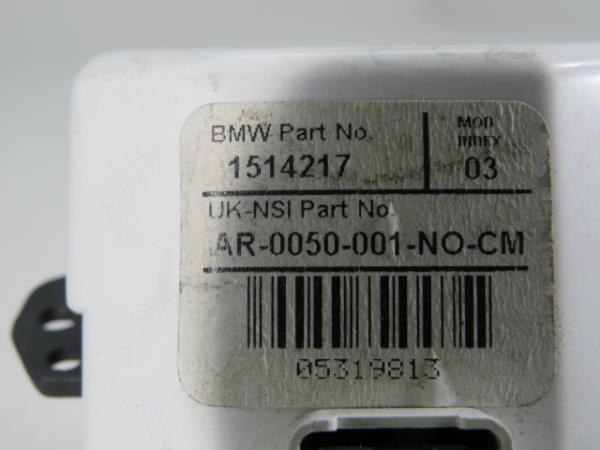 BMW Part No.
1514217
MOD
INDEX
03
UK-NSI Part No.
AR-0050-001-NO-CM
05319813